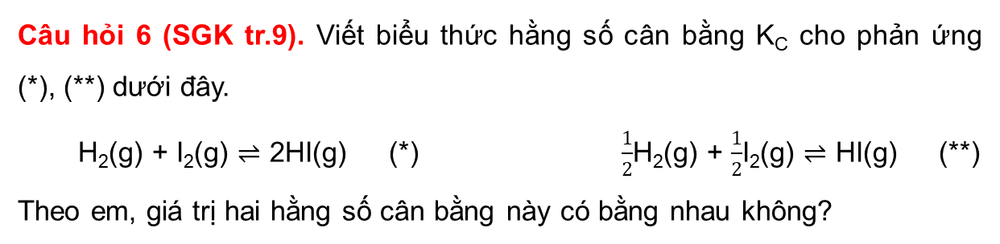 Câu hỏi 6 (SGK tr.9). Viết biểu thức hằng số cân bằng K_C cho phản ứng
(*), (**) dưới đây.
H₂(g) + I₂(g) ⇌ 2HI(g) (*) ½H₂(g) + ½I₂(g) ⇌ HI(g) (**)
Theo em, giá trị hai hằng số cân bằng này có bằng nhau không?